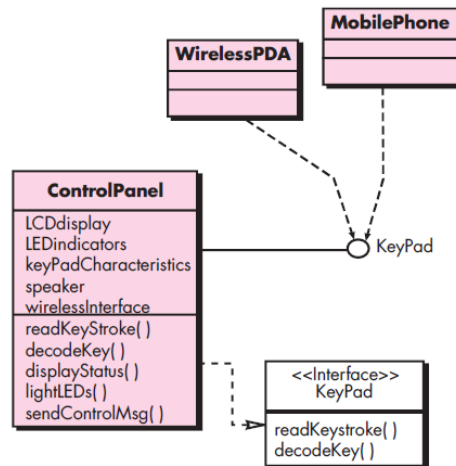 MobilePhone
WirelessPDA
ControlPanel
LCDdisplay
LEDindicators
keyPadCharacteristics
speaker
wirelessInterface
readKeyStroke( )
decodeKey( )
displayStatus( )
lightLEDs( )
sendControlMsg( )
KeyPad
<<Interface>>
KeyPad
readKeystroke( )
decodeKey( )